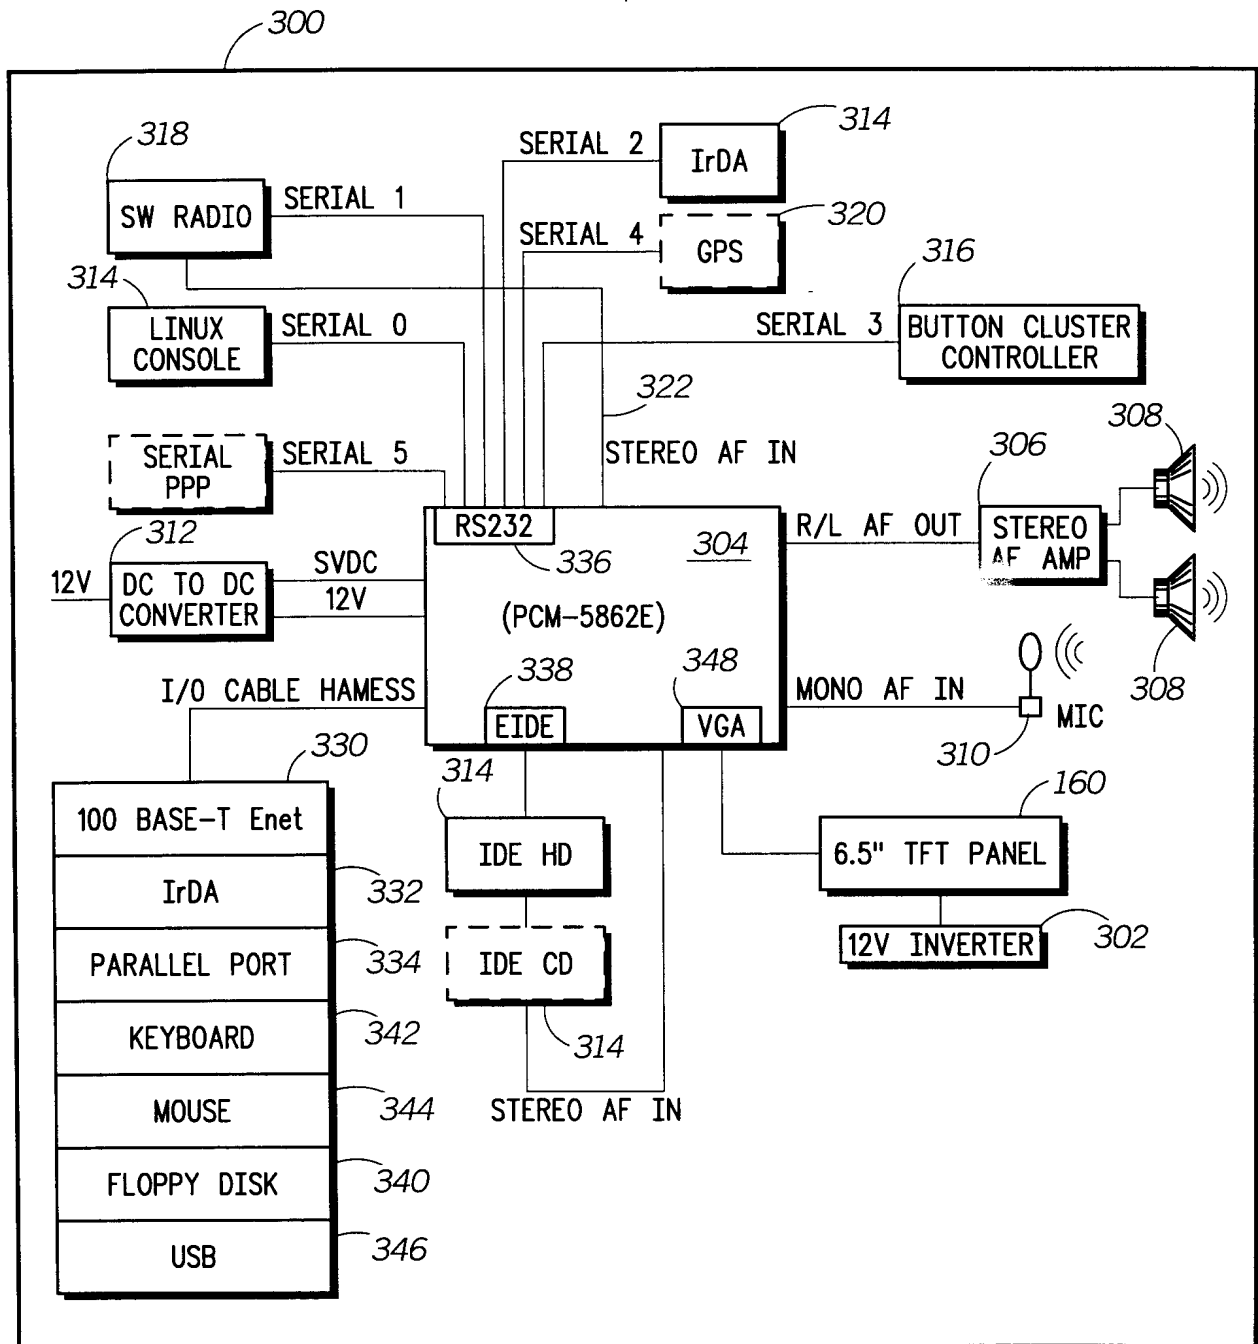 300
318
SW RADIO
SERIAL 1
SERIAL 2
IrDA
314
SERIAL 4
GPS
320
314
LINUX
CONSOLE
SERIAL 0
SERIAL 3
316
BUTTON CLUSTER
CONTROLLER
322
STEREO AF IN
SERIAL
PPP
SERIAL 5
306
308
312
RS232
336
304
R/L AF OUT
STEREO
AF AMP
12V
DC TO DC
CONVERTER
SVDC
12V
(PCM-5862E)
308
I/O CABLE HAMESS
338
EIDE
348
VGA
MONO AF IN
MIC
310
330
100 BASE-T Enet
IrDA
332
PARALLEL PORT
334
KEYBOARD
342
MOUSE
344
FLOPPY DISK
340
USB
346
314
IDE HD
IDE CD
314
STEREO AF IN
160
6.5" TFT PANEL
12V INVERTER
302